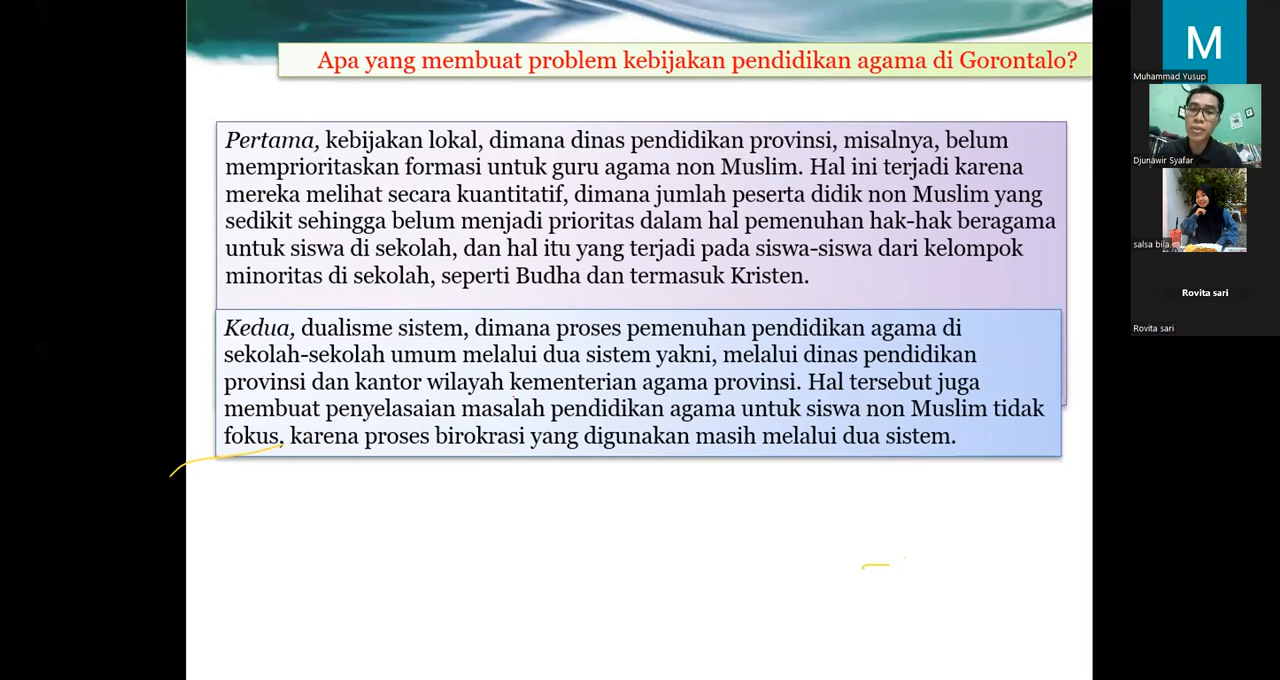 Apa yang membuat problem kebijakan pendidikan agama di Gorontalo?
Pertama, kebijakan lokal, dimana dinas pendidikan provinsi, misalnya, belum
memprioritaskan formasi untuk guru agama non Muslim. Hal ini terjadi karena
mereka melihat secara kuantitatif, dimana jumlah peserta didik non Muslim yang
sedikit sehingga belum menjadi prioritas dalam hal pemenuhan hak-hak beragama
untuk siswa di sekolah, dan hal itu yang terjadi pada siswa-siswa dari kelompok
minoritas di sekolah, seperti Budha dan termasuk Kristen.
Kedua, dualisme sistem, dimana proses pemenuhan pendidikan agama di
sekolah-sekolah umum melalui dua sistem yakni, melalui dinas pendidikan
provinsi dan kantor wilayah kementerian agama provinsi. Hal tersebut juga
membuat penyelasaian masalah pendidikan agama untuk siswa non Muslim tidak
fokus, karena proses birokrasi yang digunakan masih melalui dua sistem.
M
Muhammad Yusup
Djunawir Syafar
salsa bila
Rovita sari
Rovita sari